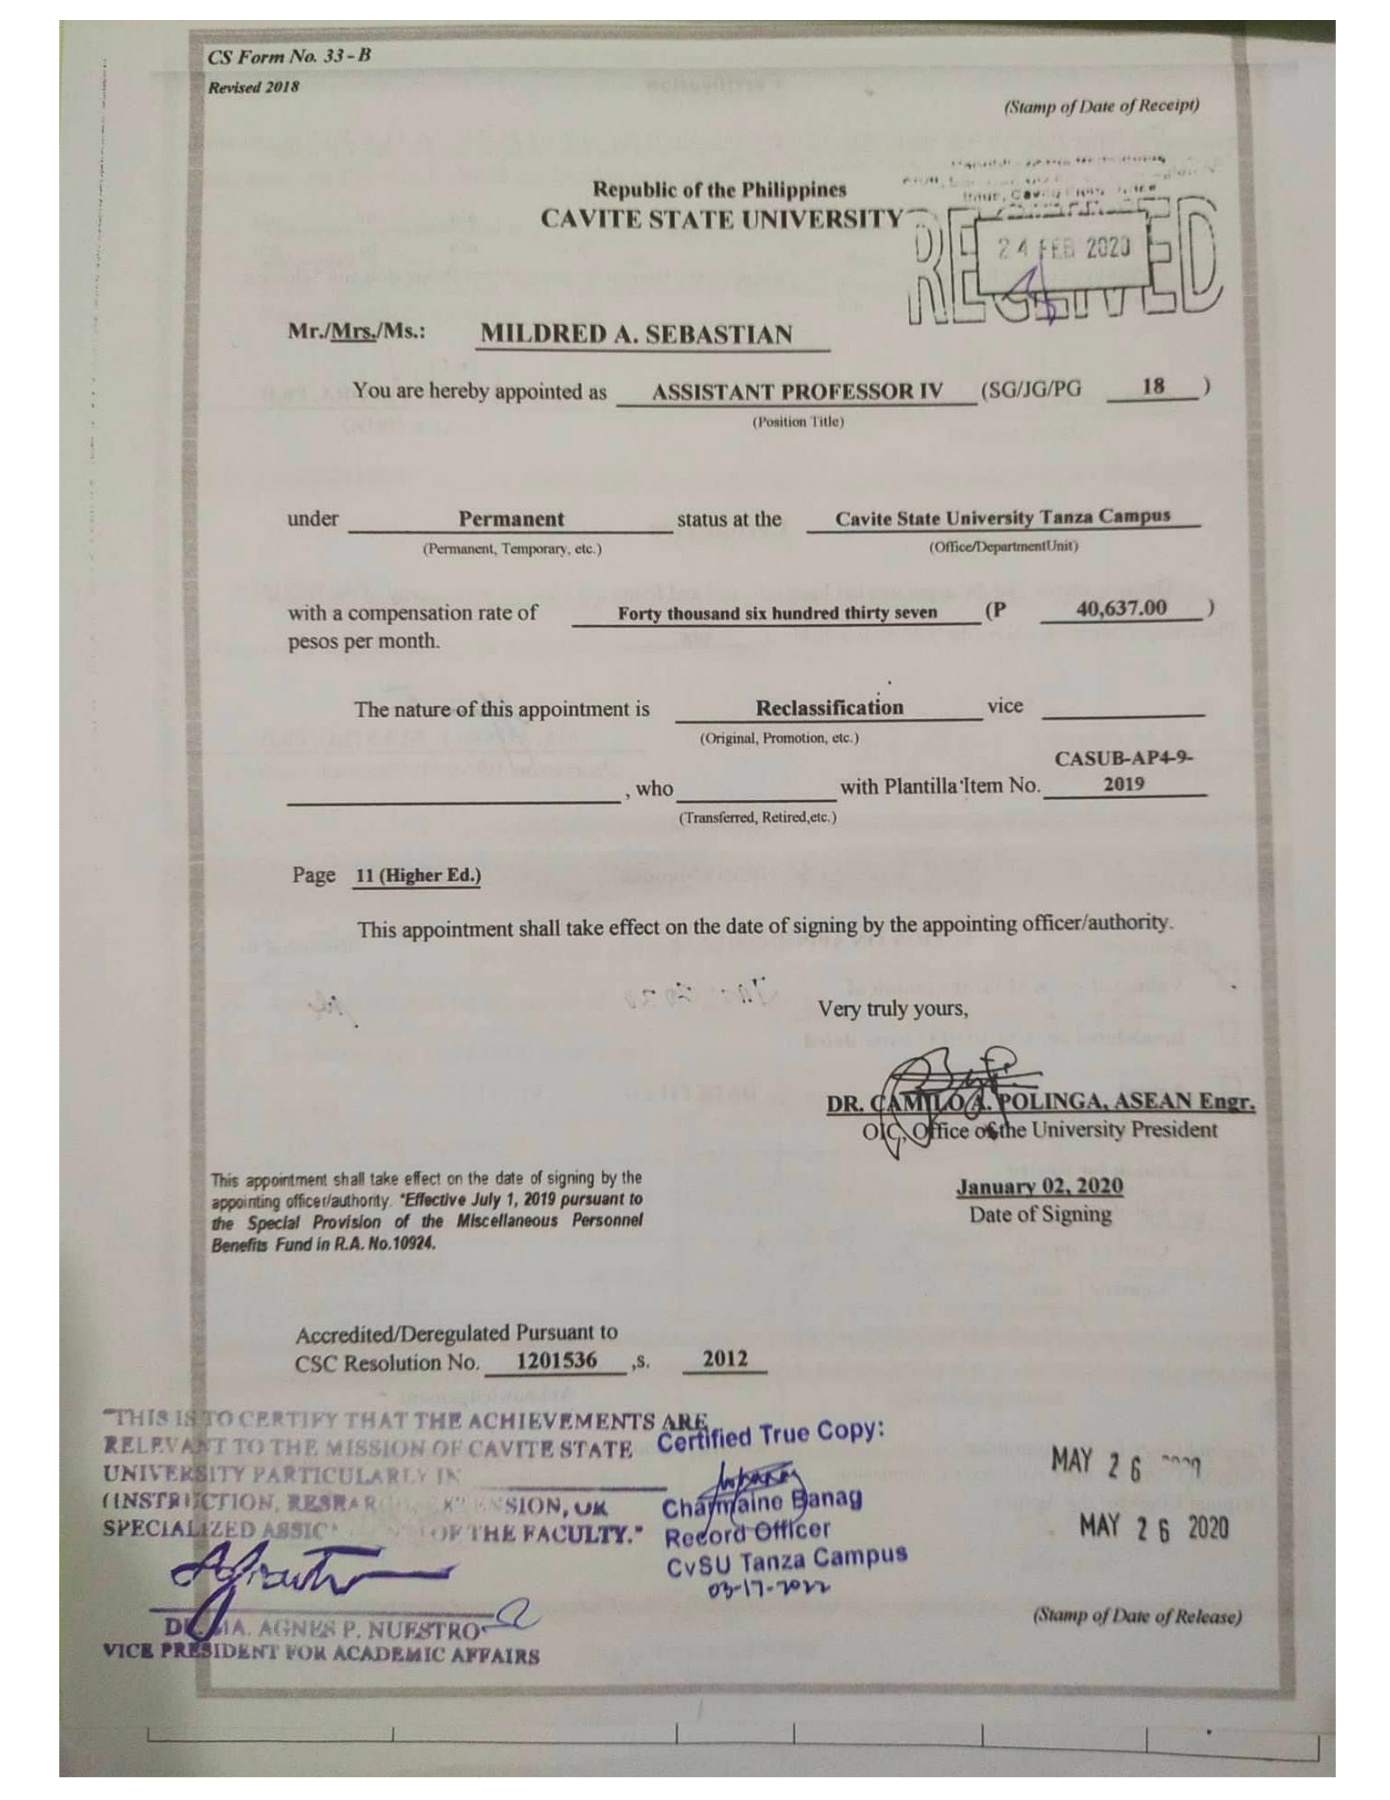 CS Form No. 33 - B
Revised 2018
(Stamp of Date of Receipt)
Republic of the Philippines
CAVITE STATE UNIVERSITY
RECEIVED
24 FEB 2020
Mr./Mrs./Ms.: MILDRED A. SEBASTIAN
You are hereby appointed as ASSISTANT PROFESSOR IV (SG/JG/PG 18 )
(Position Title)
under Permanent status at the Cavite State University Tanza Campus
(Permanent, Temporary, etc.) (Office/DepartmentUnit)
with a compensation rate of Forty thousand six hundred thirty seven (P 40,637.00 )
pesos per month.
The nature of this appointment is Reclassification vice
(Original, Promotion, etc.)
CASUB-AP4-9-
, who with Plantilla Item No. 2019
(Transferred, Retired,etc.)
Page 11 (Higher Ed.)
This appointment shall take effect on the date of signing by the appointing officer/authority.
Very truly yours,
DR. CAMILO A. POLINGA, ASEAN Engr.
OIC, Office of the University President
This appointment shall take effect on the date of signing by the
appointing officer/authority. "Effective July 1, 2019 pursuant to
the Special Provision of the Miscellaneous Personnel
Benefits Fund in R.A. No.10924.
January 02, 2020
Date of Signing
Accredited/Deregulated Pursuant to
CSC Resolution No. 1201536 ,s. 2012
"THIS IS TO CERTIFY THAT THE ACHIEVEMENTS ARE
RELEVANT TO THE MISSION OF CAVITE STATE
UNIVERSITY PARTICULARLY IN
(INSTRUCTION, RESEARCH, EXTENSION, OR
SPECIALIZED OF THE FACULTY."
DR. MA. AGNES P. NUESTRO
VICE PRESIDENT FOR ACADEMIC AFFAIRS
Certified True Copy:
Charmaine Banag
Record Officer
CvSU Tanza Campus
03-17-2022
MAY 26
MAY 26 2020
(Stamp of Date of Release)